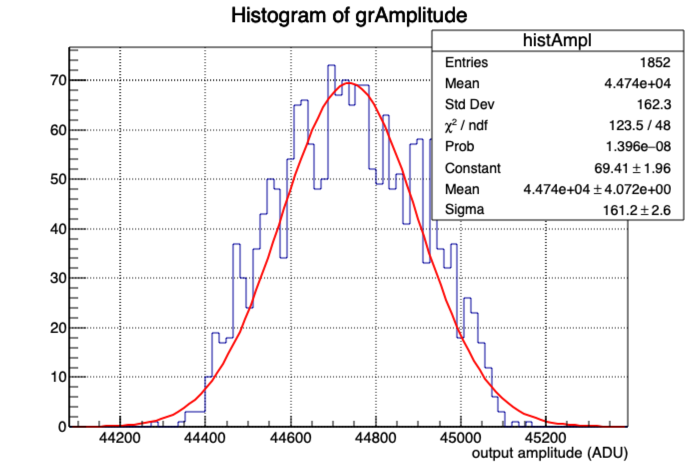 Histogram of grAmplitude
histAmpl
Entries 1852
Mean 4.474e+04
Std Dev 162.3
χ² / ndf 123.5 / 48
Prob 1.396e−08
Constant 69.41 ± 1.96
Mean 4.474e+04 ± 4.072e+00
Sigma 161.2 ± 2.6
70
60
50
40
30
20
10
0
44200 44400 44600 44800 45000 45200
output amplitude (ADU)